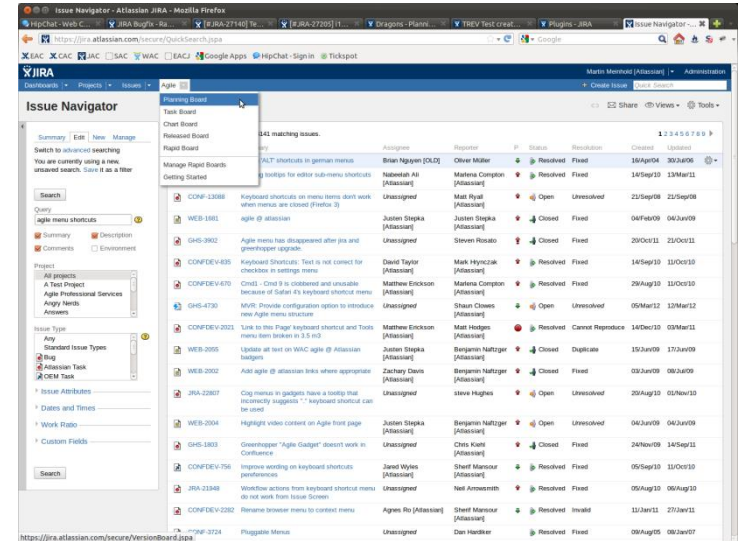 Issue Navigator - Atlassian JIRA - Mozilla Firefox
HipChat - Web C... JIRA Bugfix - Ra... [#JRA-27140] Te... [#JRA-27205] i1... Dragons - Planni... TREV Test creat... Plugins - JIRA Issue Navigator -...
https://jira.atlassian.com/secure/QuickSearch.jspa Google
EAC CAC JAC SAC WAC EACJ Google Apps HipChat - Sign in Tickspot
JIRA Martin Meinhold [Atlassian] Administration
Dashboards Projects Issues Agile + Create Issue Quick Search
Planning Board
Task Board
Chart Board
Released Board
Rapid Board
Manage Rapid Boards
Getting Started
Issue Navigator Share Views Tools
Summary Edit New Manage
Switch to advanced searching
You are currently using a new,
unsaved search. Save it as a filter
Search
Query
agile menu shortcuts
Summary Description
Comments Environment
Project
All projects
A Test Project
Agile Professional Services
Angry Nerds
Answers
Issue Type
Any
Standard Issue Types
Bug
Atlassian Task
OEM Task
Issue Attributes
Dates and Times
Work Ratio
Custom Fields
Search
141 matching issues. 1 2 3 4 5 6 7 8 9
Assignee Reporter P Status Resolution Created Updated
'ALT' shortcuts in german menus Brian Nguyen [OLD] Oliver Müller Resolved Fixed 16/Apr/04 30/Jul/06
tooltips for editor sub-menu shortcuts Nabeelah Ali [Atlassian] Marlena Compton [Atlassian] Resolved Fixed 14/Sep/10 13/Mar/11
CONF-13088 Keyboard shortcuts on menu items don't work when menus are closed (Firefox 3) Unassigned Matt Ryall [Atlassian] Open Unresolved 21/Sep/08 21/Sep/08
WEB-1681 agile @ atlassian Justen Stepka [Atlassian] Justen Stepka [Atlassian] Closed Fixed 04/Feb/09 04/Jun/09
GHS-3902 Agile menu has disappeared after jira and greenhopper upgrade. Unassigned Steven Rosato Closed Fixed 20/Oct/11 21/Oct/11
CONFDEV-835 Keyboard Shortcuts: Text is not correct for checkbox in settings menu David Taylor [Atlassian] Mark Hrynczak [Atlassian] Resolved Fixed 14/Sep/10 11/Oct/10
CONFDEV-670 Cmd1 - Cmd 9 is clobbered and unusable because of Safari 4's keyboard shortcut menu Matthew Erickson [Atlassian] Marlena Compton [Atlassian] Resolved Fixed 29/Aug/10 11/Oct/10
GHS-4730 MVR: Provide configuration option to introduce new Agile menu structure Unassigned Shaun Clowes [Atlassian] Open Unresolved 05/Mar/12 12/Mar/12
CONFDEV-2021 'Link to this Page' keyboard shortcut and Tools menu item broken in 3.5 m3 Matthew Erickson [Atlassian] Matt Hodges [Atlassian] Resolved Cannot Reproduce 14/Dec/10 03/Mar/11
WEB-2055 Update alt text on WAC agile @ Atlassian badgers Justen Stepka [Atlassian] Benjamin Naftzger [Atlassian] Closed Duplicate 15/Jun/09 17/Jun/09
WEB-2002 Add agile @ atlassian links where appropriate Zachary Davis [Atlassian] Benjamin Naftzger [Atlassian] Closed Fixed 03/Jun/09 08/Jul/09
JRA-22807 Cog menus in gadgets have a tooltip that incorrectly suggests "." keyboard shortcut can be used Unassigned steve Hughes Open Unresolved 20/Aug/10 01/Nov/10
WEB-2004 Highlight video content on Agile front page Unassigned Benjamin Naftzger [Atlassian] Open Unresolved 04/Jun/09 04/Jun/09
GHS-1803 Greenhopper "Agile Gadget" doesn't work in Confluence Unassigned Chris Kiehl [Atlassian] Closed Fixed 24/Nov/09 14/Sep/11
CONFDEV-756 Improve wording on keyboard shortcuts pereferences Jared Wyles [Atlassian] Sherif Mansour [Atlassian] Resolved Fixed 05/Sep/10 11/Oct/10
JRA-21948 Workflow actions from keyboard shortcut menu do not work from Issue Screen Unassigned Neil Arrowsmith Resolved Fixed 05/Aug/10 06/Aug/10
CONFDEV-2282 Rename browser menu to context menu Agnes Ro [Atlassian] Sherif Mansour [Atlassian] Resolved Invalid 11/Jan/11 27/Jan/11
CONF-3724 Pluggable Menus Unassigned Dan Hardiker Resolved Fixed 09/Aug/05 08/Jan/07
https://jira.atlassian.com/secure/VersionBoard.jspa